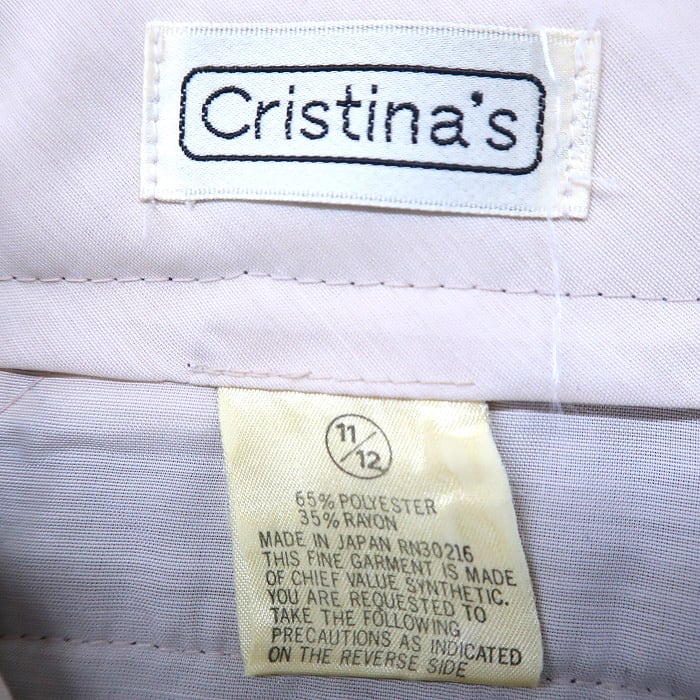 Cristina's
11/12
65% POLYESTER
35% RAYON
MADE IN JAPAN RN30216
THIS FINE GARMENT IS MADE
OF CHIEF VALUE SYNTHETIC.
YOU ARE REQUESTED TO
TAKE THE FOLLOWING
PRECAUTIONS AS INDICATED
ON THE REVERSE SIDE